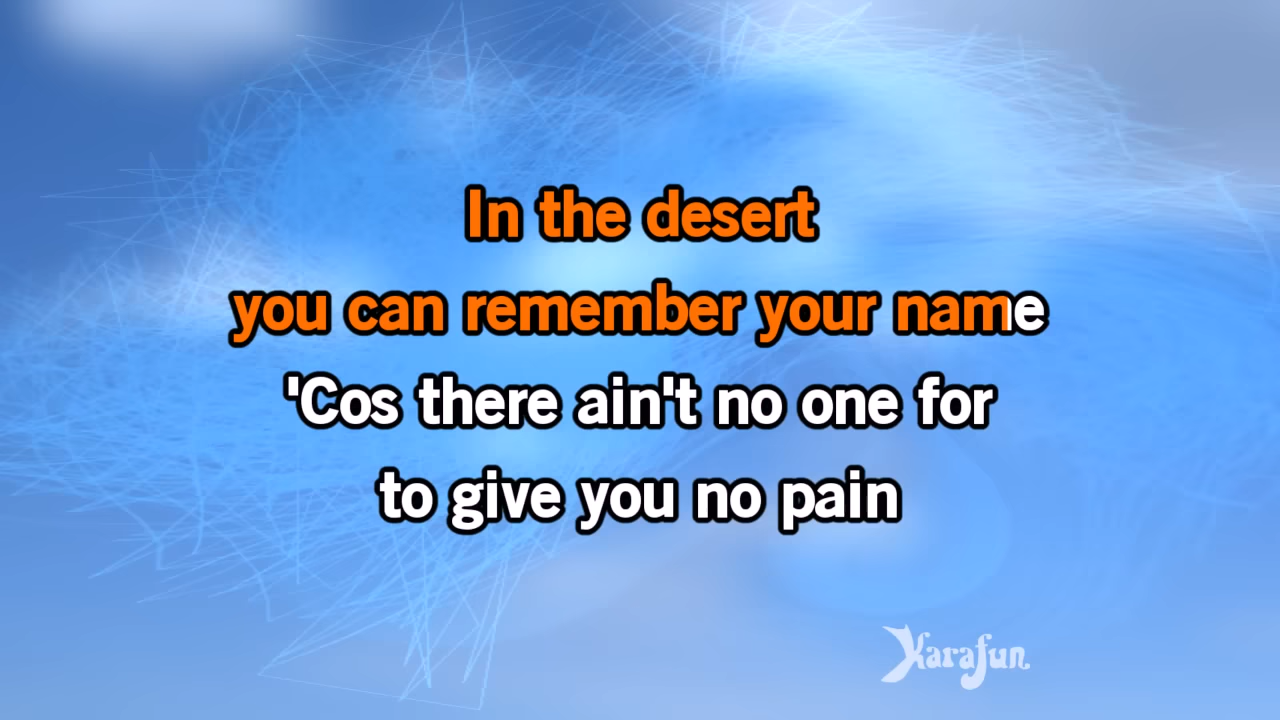 In the desert
you can remember your name
'Cos there ain't no one for
to give you no pain
Karafun